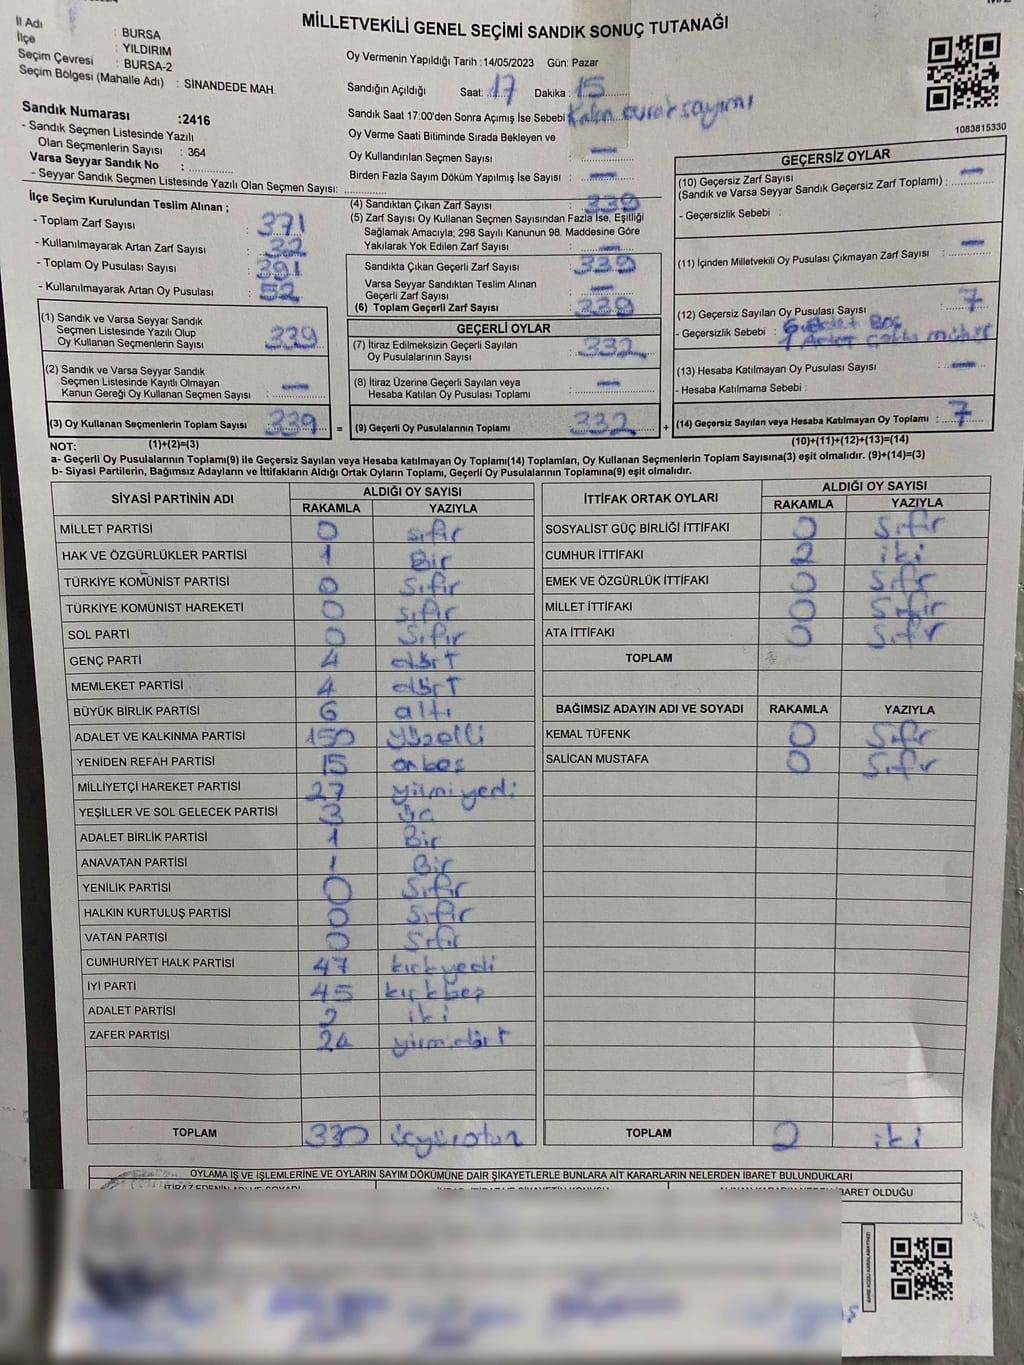 MİLLETVEKİLİ GENEL SEÇİMİ SANDIK SONUÇ TUTANAĞI
İl Adı : BURSA
İlçe : YILDIRIM
Seçim Çevresi : BURSA-2
Seçim Bölgesi (Mahalle Adı) : SİNANDEDE MAH.
Sandık Numarası :2416
- Sandık Seçmen Listesinde Yazılı
Olan Seçmenlerin Sayısı : 364
Varsa Seyyar Sandık No :
- Seyyar Sandık Seçmen Listesinde Yazılı Olan Seçmen Sayısı:
Oy Vermenin Yapıldığı Tarih :14/05/2023 Gün: Pazar
Sandığın Açıldığı Saat: 17 Dakika : 15
Sandık Saat 17:00'den Sonra Açılmış İse Sebebi Kalan evrak sayımı
Oy Verme Saati Bitiminde Sırada Bekleyen ve
Oy Kullandırılan Seçmen Sayısı : —
Birden Fazla Sayım Döküm Yapılmış İse Sayısı : —
1083815330
İlçe Seçim Kurulundan Teslim Alınan ;
- Toplam Zarf Sayısı : 371
- Kullanılmayarak Artan Zarf Sayısı : 32
- Toplam Oy Pusulası Sayısı : 391
- Kullanılmayarak Artan Oy Pusulası : 52
(1) Sandık ve Varsa Seyyar Sandık
Seçmen Listesinde Yazılı Olup
Oy Kullanan Seçmenlerin Sayısı : 339
(2) Sandık ve Varsa Seyyar Sandık
Seçmen Listesinde Kayıtlı Olmayan
Kanun Gereği Oy Kullanan Seçmen Sayısı : —
(3) Oy Kullanan Seçmenlerin Toplam Sayısı : 339
(4) Sandıktan Çıkan Zarf Sayısı : 339
(5) Zarf Sayısı Oy Kullanan Seçmen Sayısından Fazla İse, Eşitliği
Sağlamak Amacıyla; 298 Sayılı Kanunun 98. Maddesine Göre
Yakılarak Yok Edilen Zarf Sayısı : —
Sandıkta Çıkan Geçerli Zarf Sayısı : 339
Varsa Seyyar Sandıktan Teslim Alınan
Geçerli Zarf Sayısı : —
(6) Toplam Geçerli Zarf Sayısı : 339
GEÇERLİ OYLAR
(7) İtiraz Edilmeksizin Geçerli Sayılan
Oy Pusulalarının Sayısı : 332
(8) İtiraz Üzerine Geçerli Sayılan veya
Hesaba Katılan Oy Pusulası Toplamı : —
= (9) Geçerli Oy Pusulalarının Toplamı : 332
GEÇERSİZ OYLAR
(10) Geçersiz Zarf Sayısı
(Sandık ve Varsa Seyyar Sandık Geçersiz Zarf Toplamı) : —
- Geçersizlik Sebebi :
(11) İçinden Milletvekili Oy Pusulası Çıkmayan Zarf Sayısı : —
(12) Geçersiz Sayılan Oy Pusulası Sayısı : 7
- Geçersizlik Sebebi : 6 Adet Boş
1 Adet mühür
(13) Hesaba Katılmayan Oy Pusulası Sayısı : —
- Hesaba Katılmama Sebebi :
+ (14) Geçersiz Sayılan veya Hesaba Katılmayan Oy Toplamı : 7
NOT: (1)+(2)=(3) (10)+(11)+(12)+(13)=(14)
a- Geçerli Oy Pusulalarının Toplamı(9) ile Geçersiz veya Hesaba katılmayan Oy Toplamı(14) Toplamları, Oy Kullanan Seçmenlerin Toplam Sayısına(3) eşit olmalıdır. (9)+(14)=(3)
b- Siyasi Partilerin, Bağımsız Adayların ve İttifakların Aldığı Ortak Oyların Toplamı, Geçerli Oy Pusulalarının Toplamına(9) eşit olmalıdır.
SİYASİ PARTİNİN ADI ALDIĞI OY SAYISI
RAKAMLA YAZIYLA
MİLLET PARTİSİ 0 sıfır
HAK VE ÖZGÜRLÜKLER PARTİSİ 1 Bir
TÜRKİYE KOMÜNİST PARTİSİ 0 sıfır
TÜRKİYE KOMÜNİST HAREKETİ 0 sıfır
SOL PARTİ 0 sıfır
GENÇ PARTİ 4 dört
MEMLEKET PARTİSİ 4 dört
BÜYÜK BİRLİK PARTİSİ 6 altı
ADALET VE KALKINMA PARTİSİ 150 yüzelli
YENİDEN REFAH PARTİSİ 15 onbeş
MİLLİYETÇİ HAREKET PARTİSİ 27 yilmiyedi
YEŞİLLER VE SOL GELECEK PARTİSİ 3 üç
ADALET BİRLİK PARTİSİ 1 Bir
ANAVATAN PARTİSİ 1 Bir
YENİLİK PARTİSİ 0 sıfır
HALKIN KURTULUŞ PARTİSİ 0 sıfır
VATAN PARTİSİ 0 sıfır
CUMHURİYET HALK PARTİSİ 47 kırkyedi
İYİ PARTİ 45 kırkbeş
ADALET PARTİSİ 2 iki
ZAFER PARTİSİ 24 yirmidört
TOPLAM 330 üçyüzotuz
İTTİFAK ORTAK OYLARI ALDIĞI OY SAYISI
RAKAMLA YAZIYLA
SOSYALİST GÜÇ BİRLİĞİ İTTİFAKI 0 sıfır
CUMHUR İTTİFAKI 2 iki
EMEK VE ÖZGÜRLÜK İTTİFAKI 0 sıfır
MİLLET İTTİFAKI 0 sıfır
ATA İTTİFAKI 0 sıfır
TOPLAM
BAĞIMSIZ ADAYIN ADI VE SOYADI RAKAMLA YAZIYLA
KEMAL TÜFENK 0 sıfır
SALİCAN MUSTAFA 0 sıfır
TOPLAM 2 iki
OYLAMA İŞ VE İŞLEMLERİNE VE OYLARIN SAYIM DÖKÜMÜNE DAİR ŞİKAYETLERLE BUNLARA AİT KARARLARIN NELERDEN İBARET BULUNDUKLARI
İTİRAZ EDENİN ADI VE SOYADI
İBARET OLDUĞU